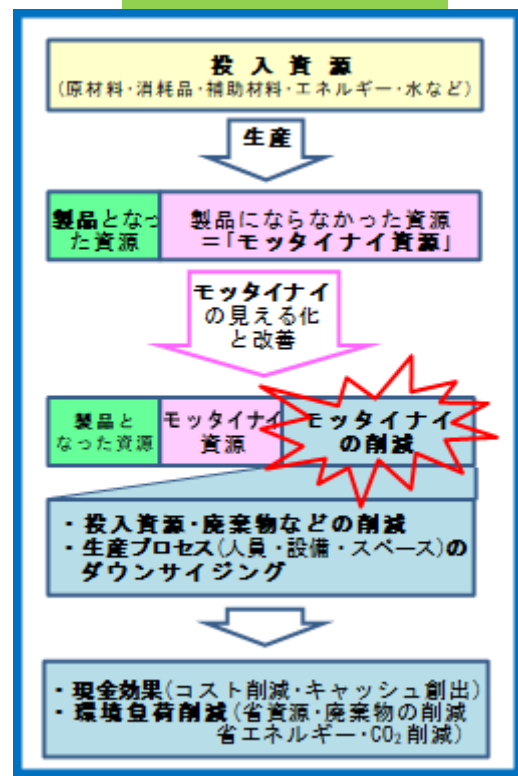 投入資源
（原材料・消耗品・補助材料・エネルギー・水など）
生産
製品となっ
た資源
製品にならなかった資源
＝「モッタイナイ資源」
モッタイナイ
の見える化
と改善
製品と
なった資源
モッタイナイ
資源
モッタイナイ
の削減
・投入資源・廃棄物などの削減
・生産プロセス（人員・設備・スペース）の
ダウンサイジング
・現金効果（コスト削減・キャッシュ創出）
・環境負荷削減（省資源・廃棄物の削減
省エネルギー・CO₂削減）